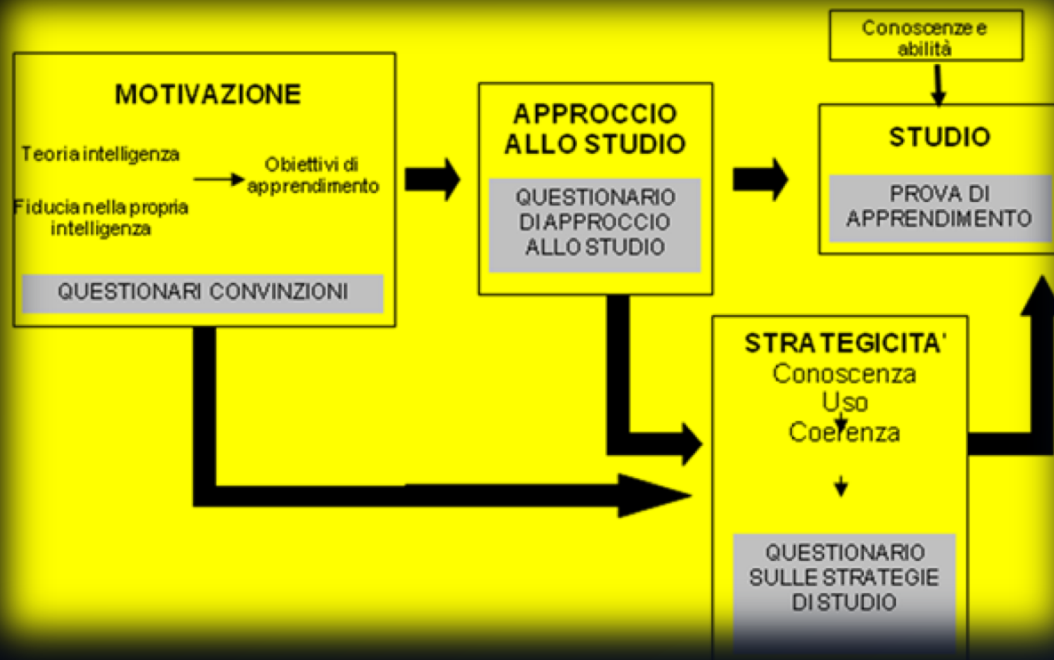 MOTIVAZIONE
Teoria intelligenza
Fiducia nella propria
intelligenza
Obiettivi di
apprendimento
QUESTIONARI CONVINZIONI
APPROCCIO
ALLO STUDIO
QUESTIONARIO
DI APPROCCIO
ALLO STUDIO
Conoscenze e
abilità
STUDIO
PROVA DI
APPRENDIMENTO
STRATEGICITA'
Conoscenza
Uso
Coerenza
QUESTIONARIO
SULLE STRATEGIE
DI STUDIO